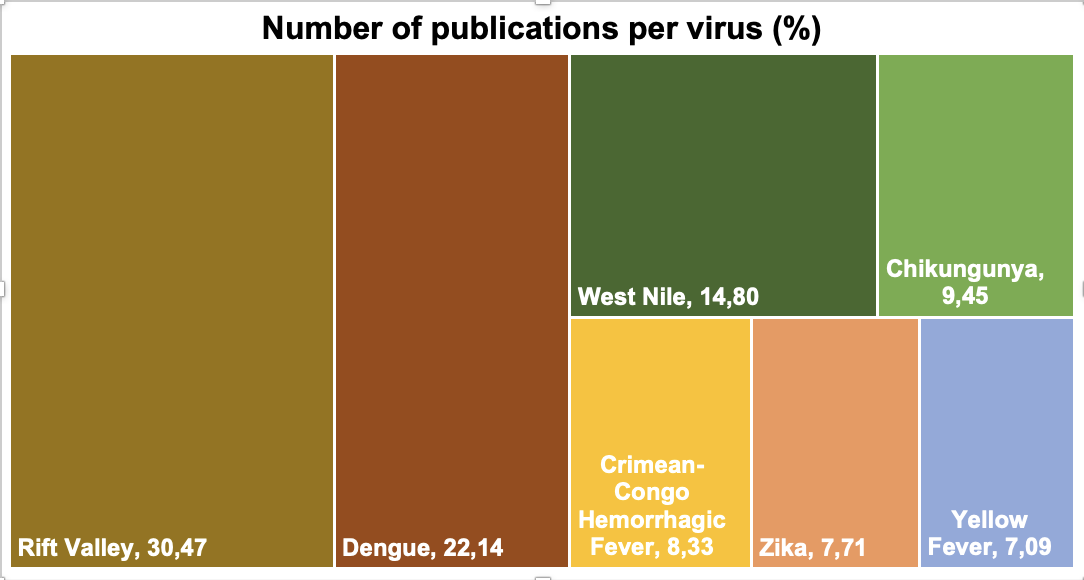 Number of publications per virus (%)
Rift Valley, 30,47
Dengue, 22,14
West Nile, 14,80
Chikungunya,
9,45
Crimean-
Congo
Hemorrhagic
Fever, 8,33
Zika, 7,71
Yellow
Fever, 7,09